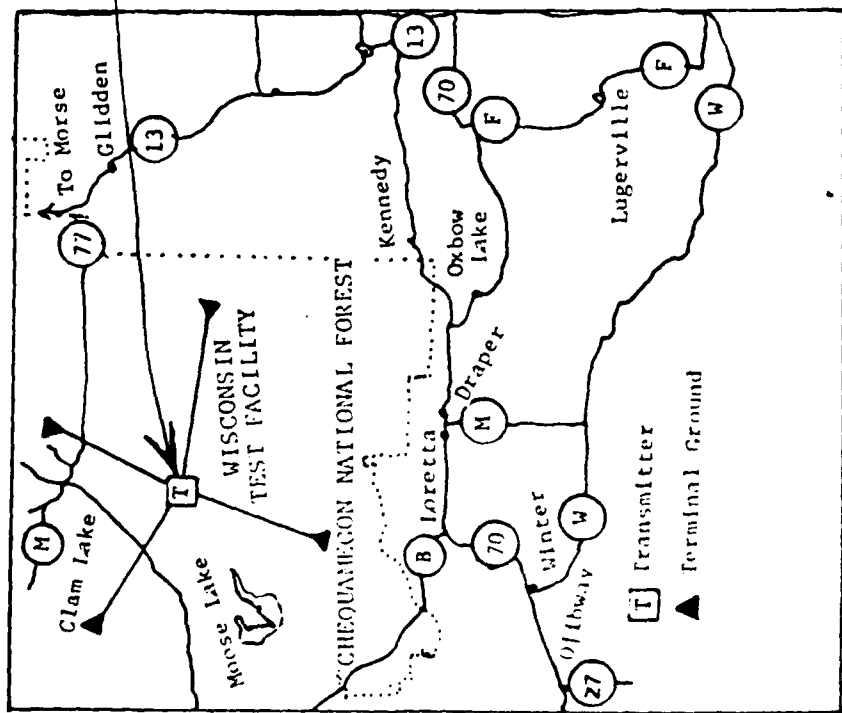 To Morse
Glidden
13
77
13
70
F
F
W
Lugerville
Kennedy
Oxbow
Lake
CHEQUAMEGON NATIONAL FOREST
WISCONSIN
TEST FACILITY
T
M
Clam Lake
Moose Lake
Draper
Loretta
M
B
70
Winter
W
Ojibway
27
T Transmitter
Terminal Ground